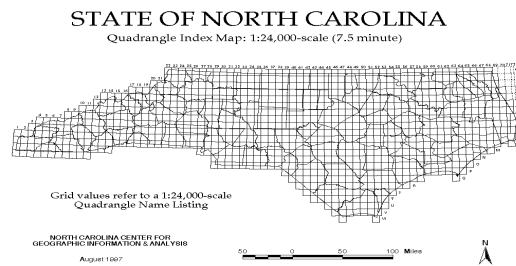 STATE OF NORTH CAROLINA
Quadrangle Index Map: 1:24,000-scale (7.5 minute)
Grid values refer to a 1:24,000-scale
Quadrangle Name Listing
NORTH CAROLINA CENTER FOR
GEOGRAPHIC INFORMATION & ANALYSIS
August 1997
50 0 50 100 Miles
N